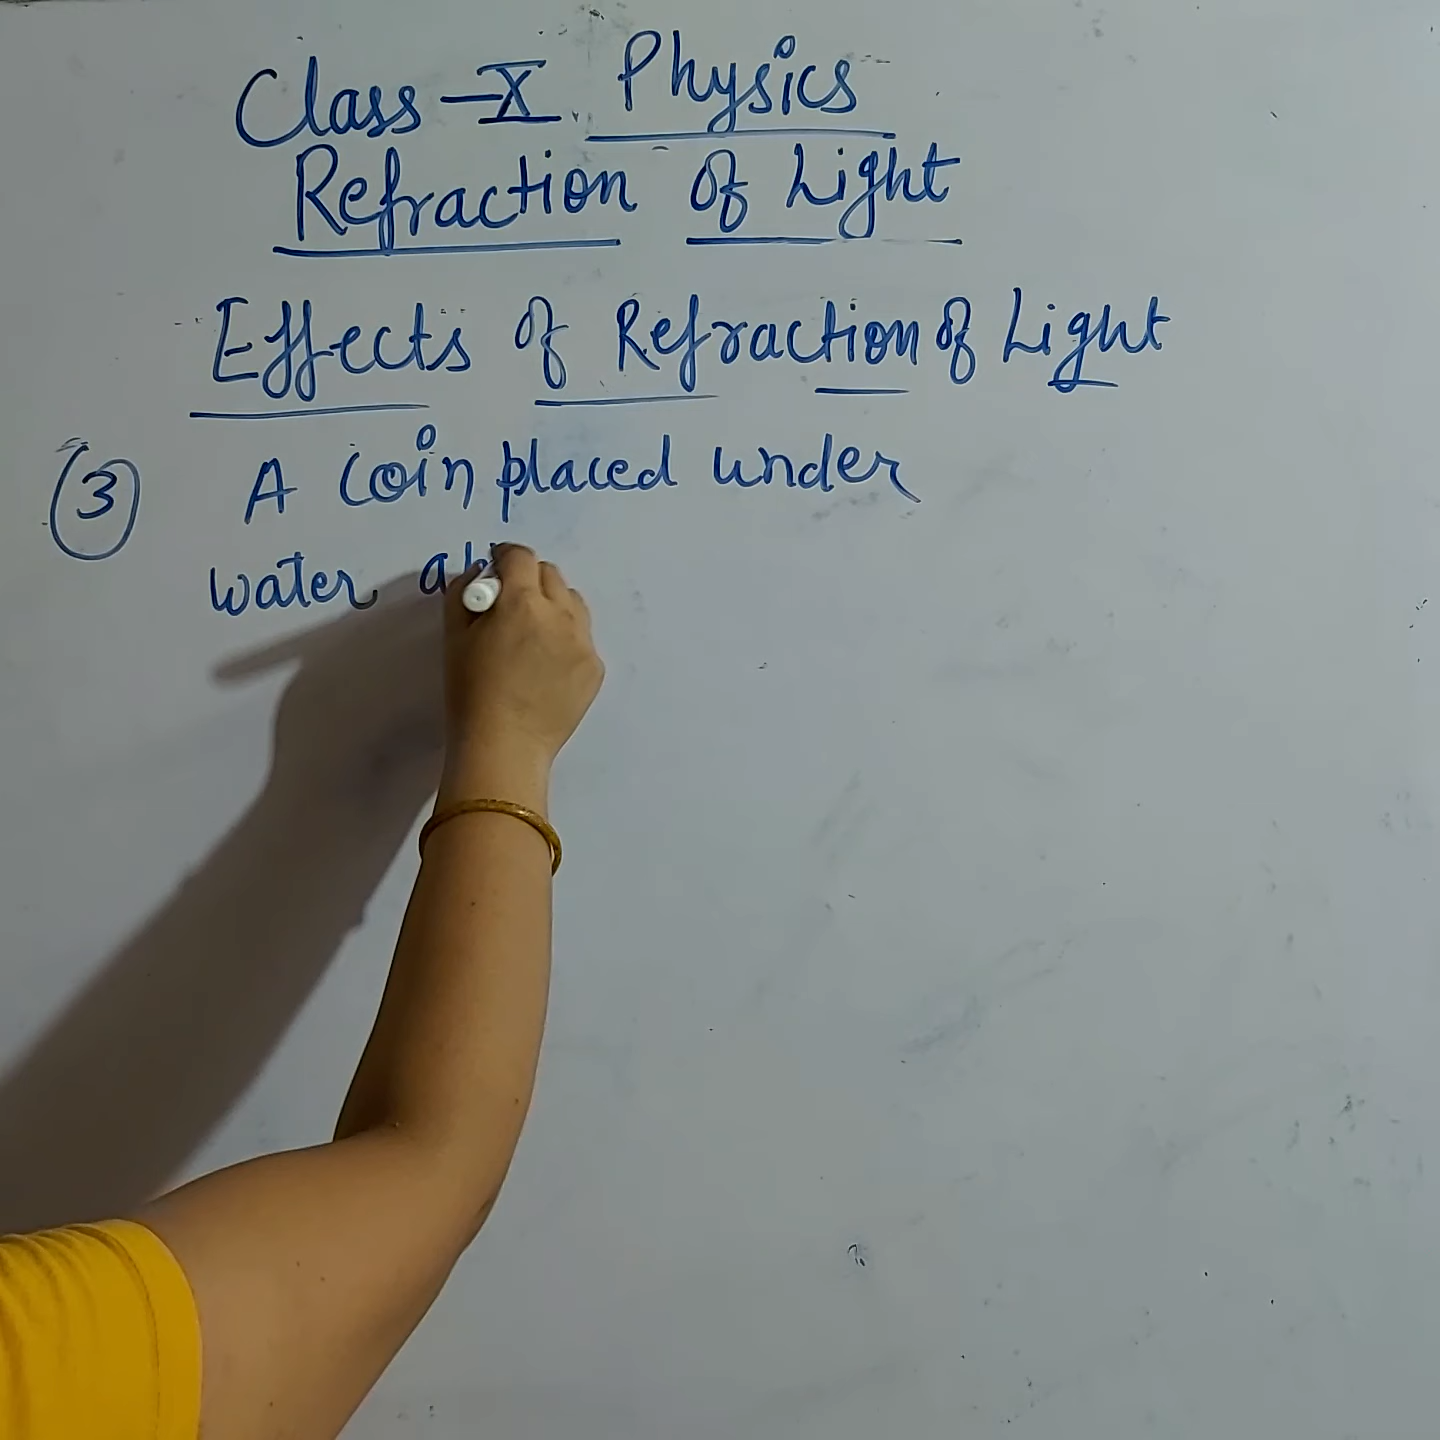 Class - X Physics
Refraction of Light
Effects of Refraction of Light
3 A coin placed under
water